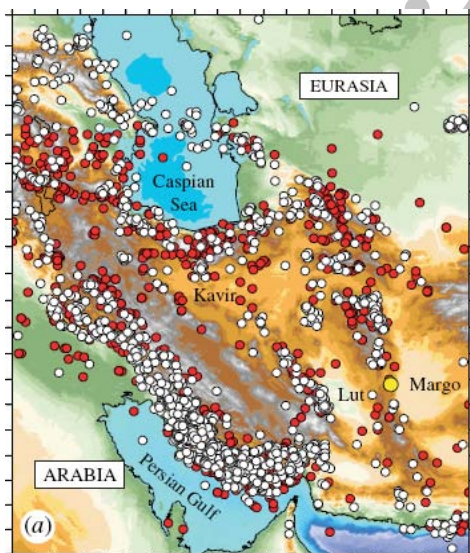 EURASIA
Caspian
Sea
Kavir
Lut
Margo
ARABIA
Persian Gulf
(a)